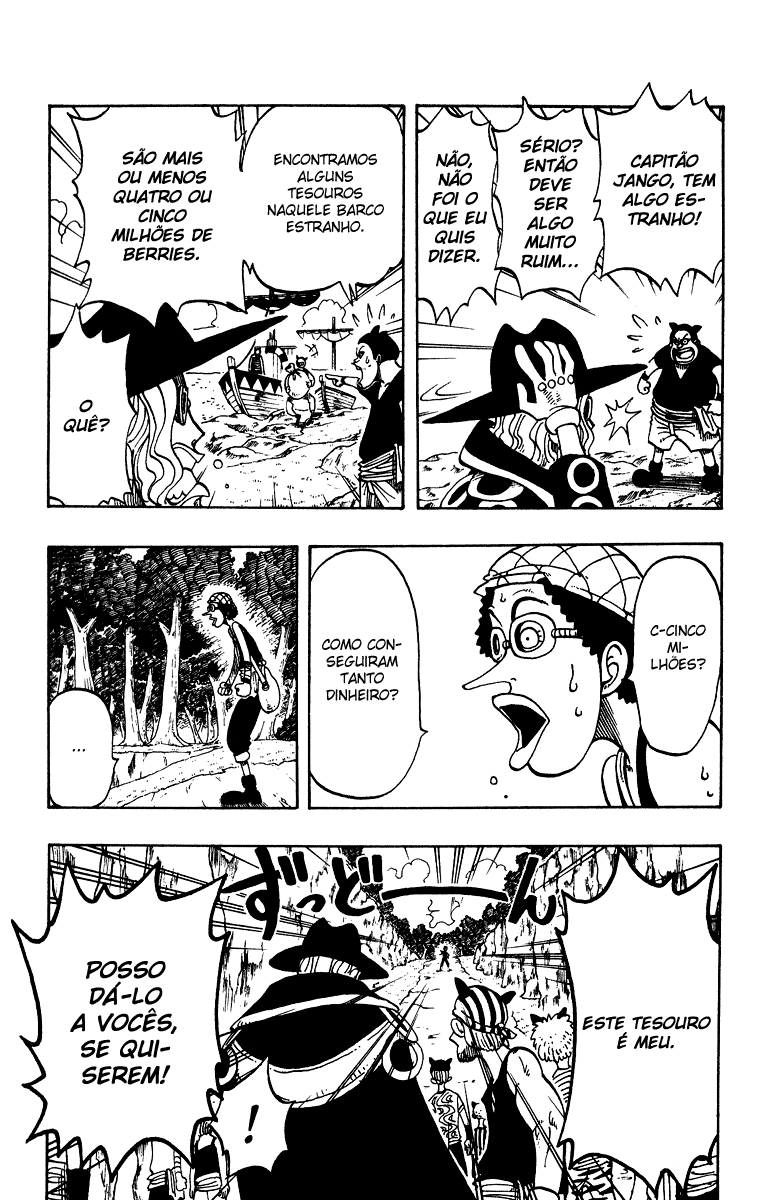 CAPITÃO
JANGO, TEM
ALGO ES-
TRANHO!
SÉRIO?
ENTÃO
DEVE
SER
ALGO
MUITO
RUIM...
NÃO,
NÃO
FOI O
QUE EU
QUIS
DIZER.
ENCONTRAMOS
ALGUNS
TESOUROS
NAQUELE BARCO
ESTRANHO.
SÃO MAIS
OU MENOS
QUATRO OU
CINCO
MILHÕES DE
BERRIES.
O
QUÊ?
C-CINCO
MI-
LHÕES?
COMO CON-
SEGUIRAM
TANTO
DINHEIRO?
...
ずっどーーん
ESTE TESOURO
É MEU.
POSSO
DÁ-LO
A VOCÊS,
SE QUI-
SEREM!
!